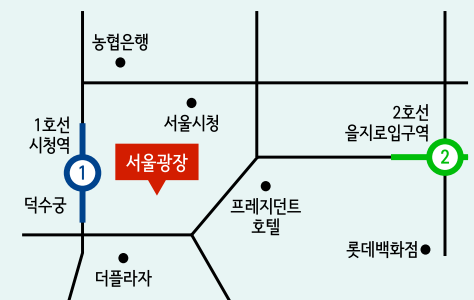 농협은행
1호선
시청역
서울시청
2호선
을지로입구역
1
서울광장
2
덕수궁
프레지던트
호텔
롯데백화점
더플라자